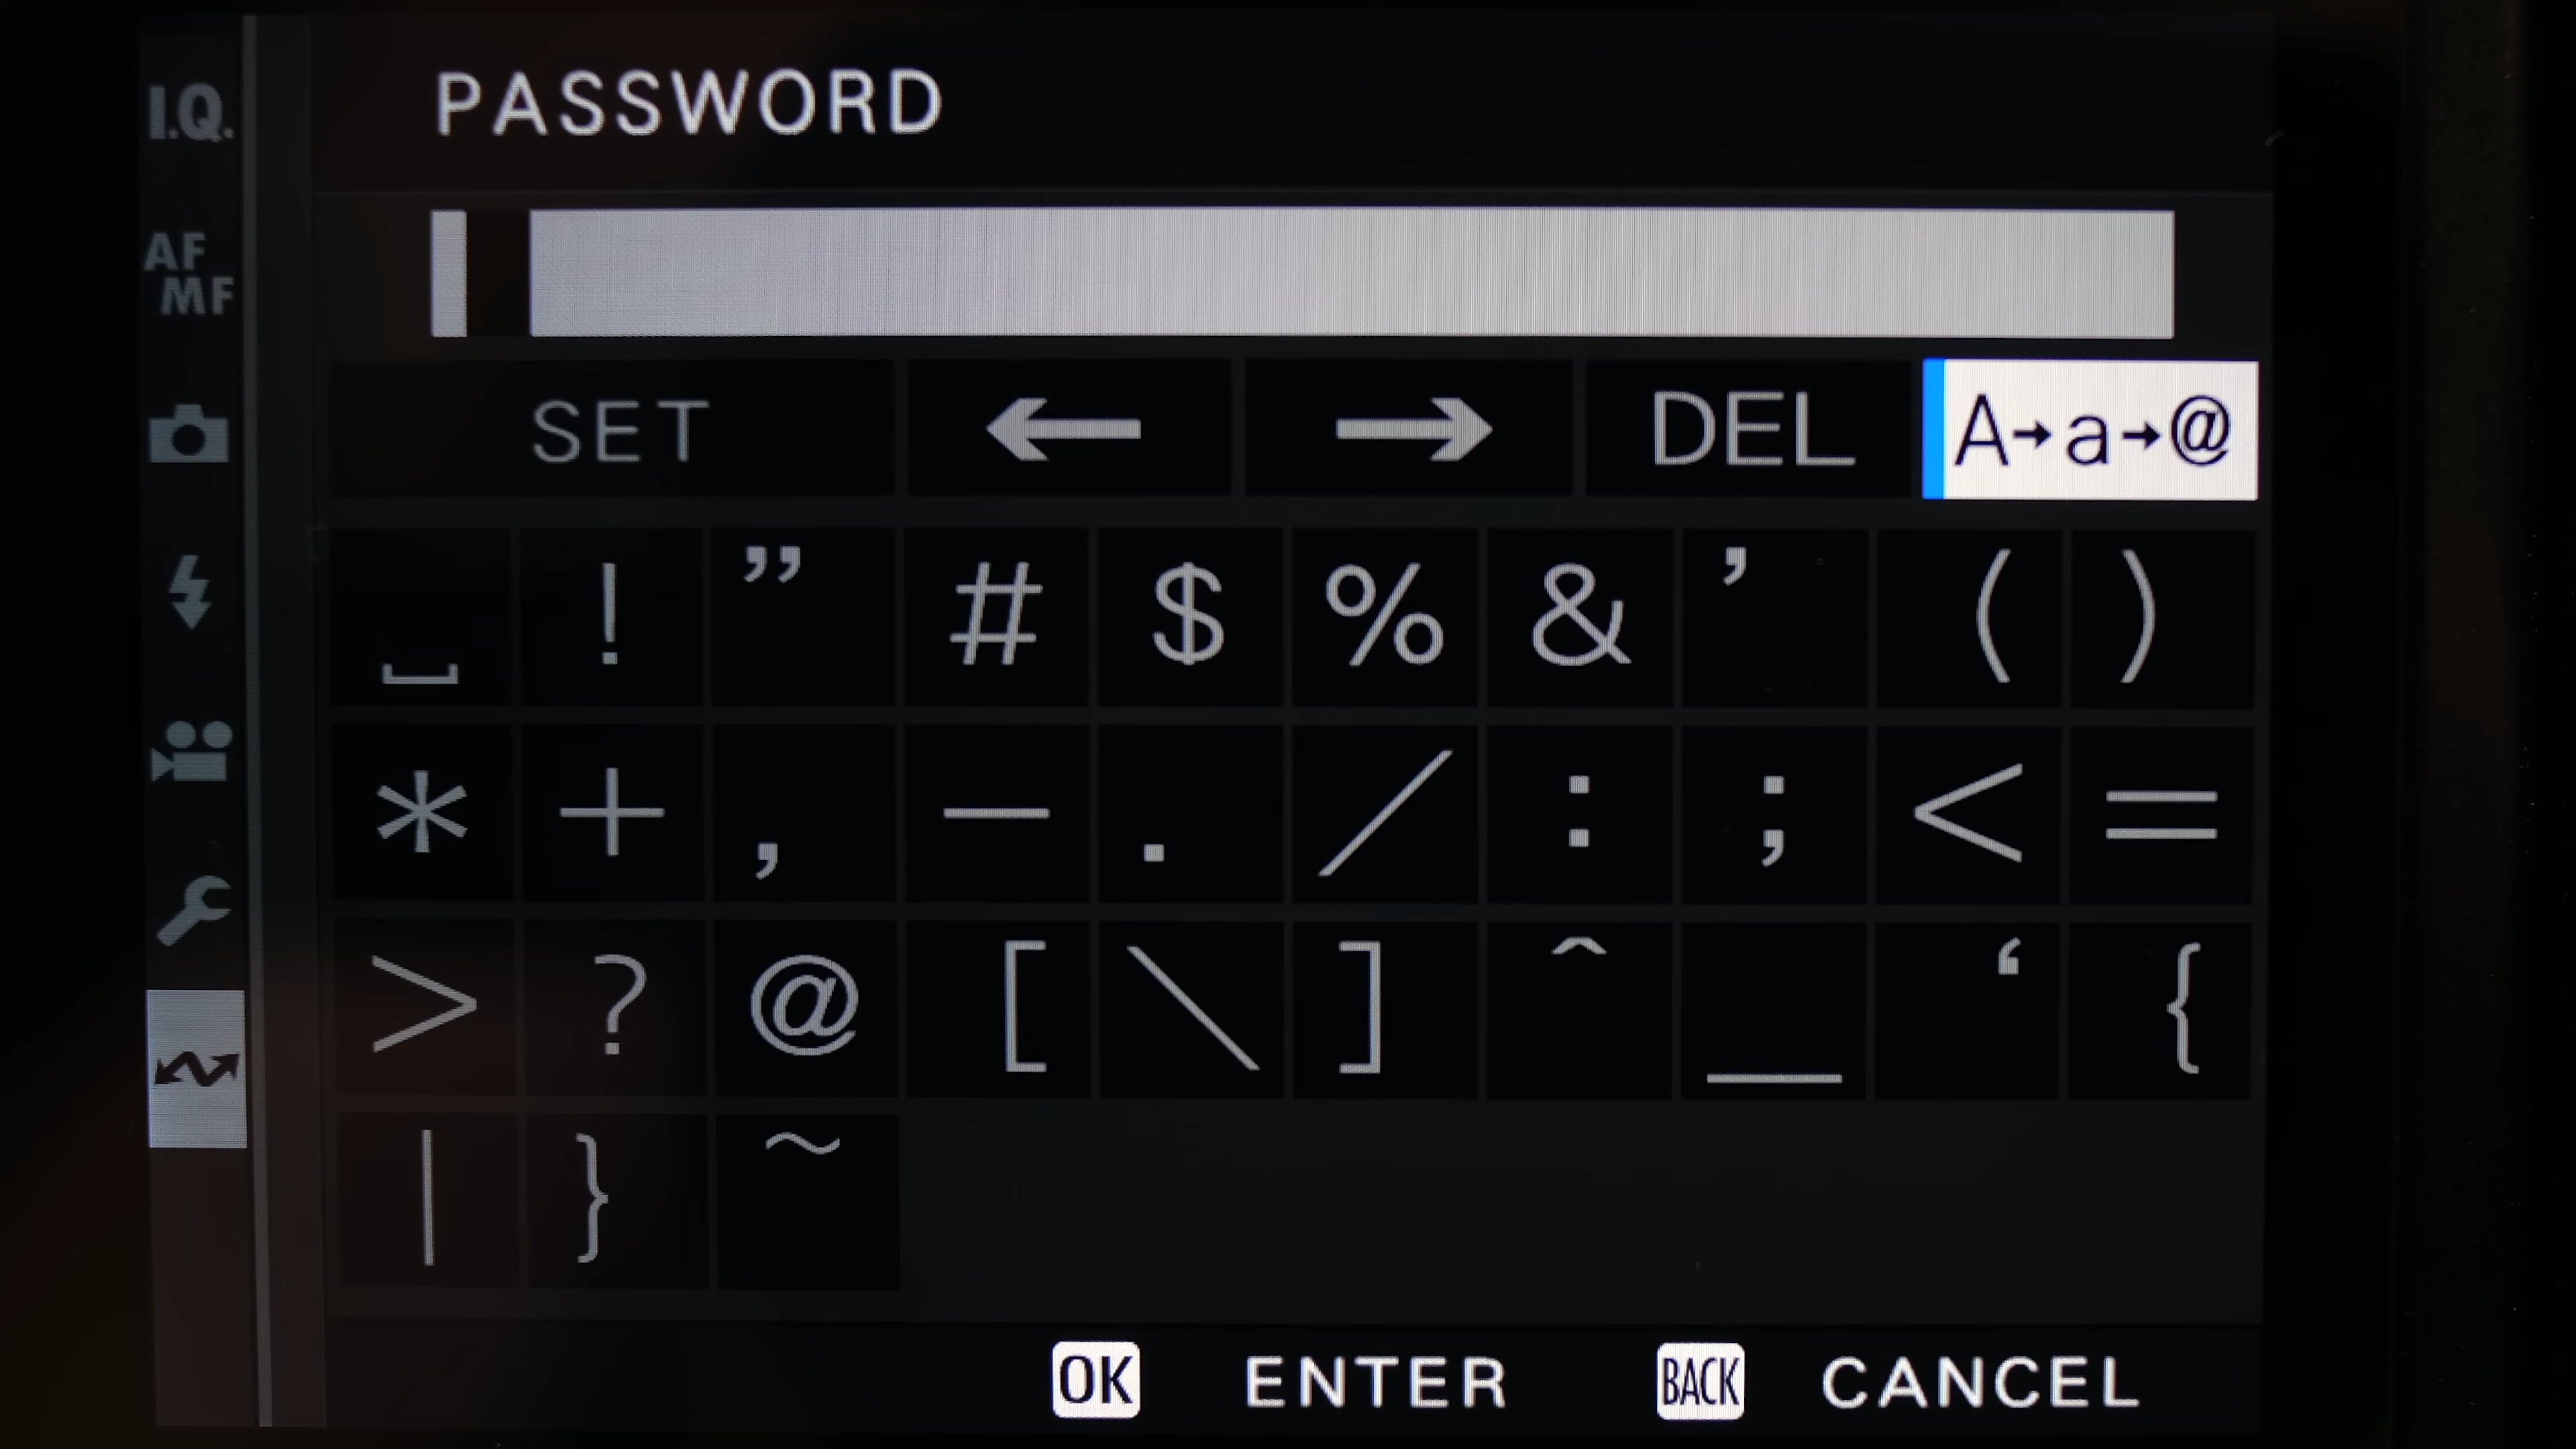 PASSWORD
I.Q.
AF
MF
SET ← → DEL A→a→@
␣ ! ” # $ % & ’ ( )
* + , - . / : ; < =
> ? @ [ \ ] ^ _ ‘ {
| } ~
OK ENTER BACK CANCEL